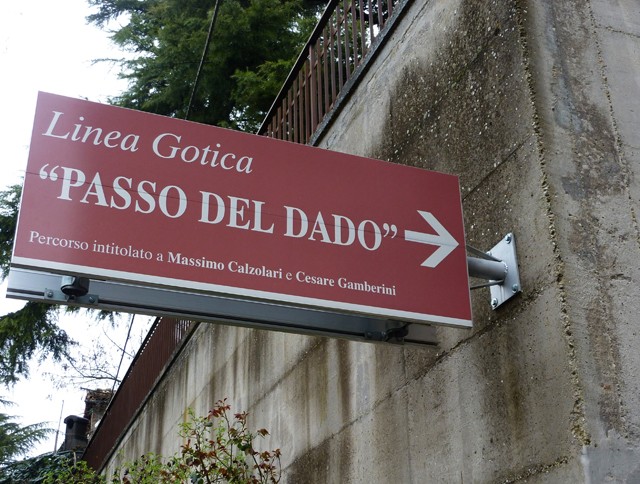 Linea Gotica
“PASSO DEL DADO”
Percorso intitolato a Massimo Calzolari e Cesare Gamberini